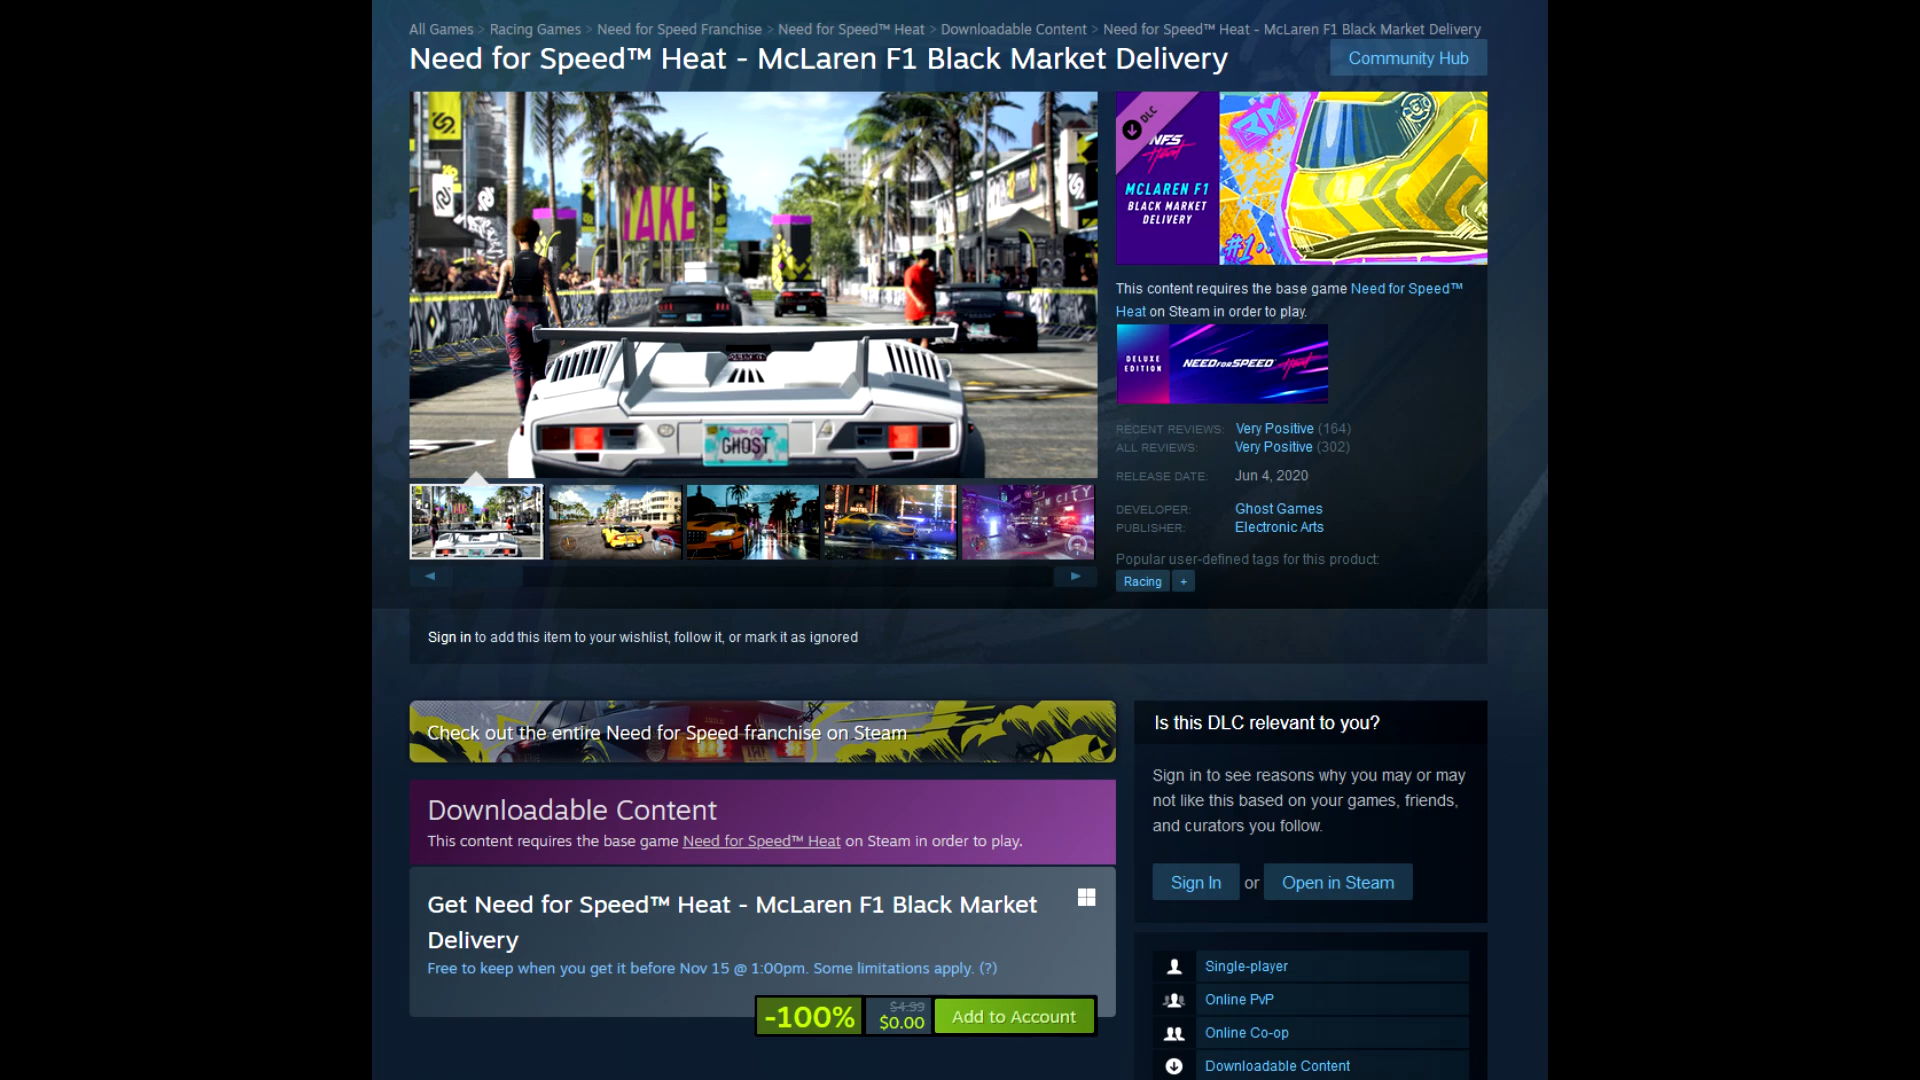 All Games > Racing Games > Need for Speed Franchise > Need for Speed™ Heat > Downloadable Content > Need for Speed™ Heat - McLaren F1 Black Market Delivery
Need for Speed™ Heat - McLaren F1 Black Market Delivery
Community Hub
TAKE
GHOST
DLC
NFS
Heat
MCLAREN F1
BLACK MARKET
DELIVERY
#1
This content requires the base game Need for Speed™
Heat on Steam in order to play.
DELUXE
EDITION
NEED FOR SPEED Heat
RECENT REVIEWS: Very Positive (164)
ALL REVIEWS: Very Positive (302)
RELEASE DATE: Jun 4, 2020
DEVELOPER: Ghost Games
PUBLISHER: Electronic Arts
Popular user-defined tags for this product:
Racing +
Sign in to add this item to your wishlist, follow it, or mark it as ignored
Check out the entire Need for Speed franchise on Steam
Downloadable Content
This content requires the base game Need for Speed™ Heat on Steam in order to play.
Get Need for Speed™ Heat - McLaren F1 Black Market
Delivery
Free to keep when you get it before Nov 15 @ 1:00pm. Some limitations apply. (?)
-100%
$4.99
$0.00
Add to Account
Is this DLC relevant to you?
Sign in to see reasons why you may or may
not like this based on your games, friends,
and curators you follow.
Sign In or Open in Steam
Single-player
Online PvP
Online Co-op
Downloadable Content